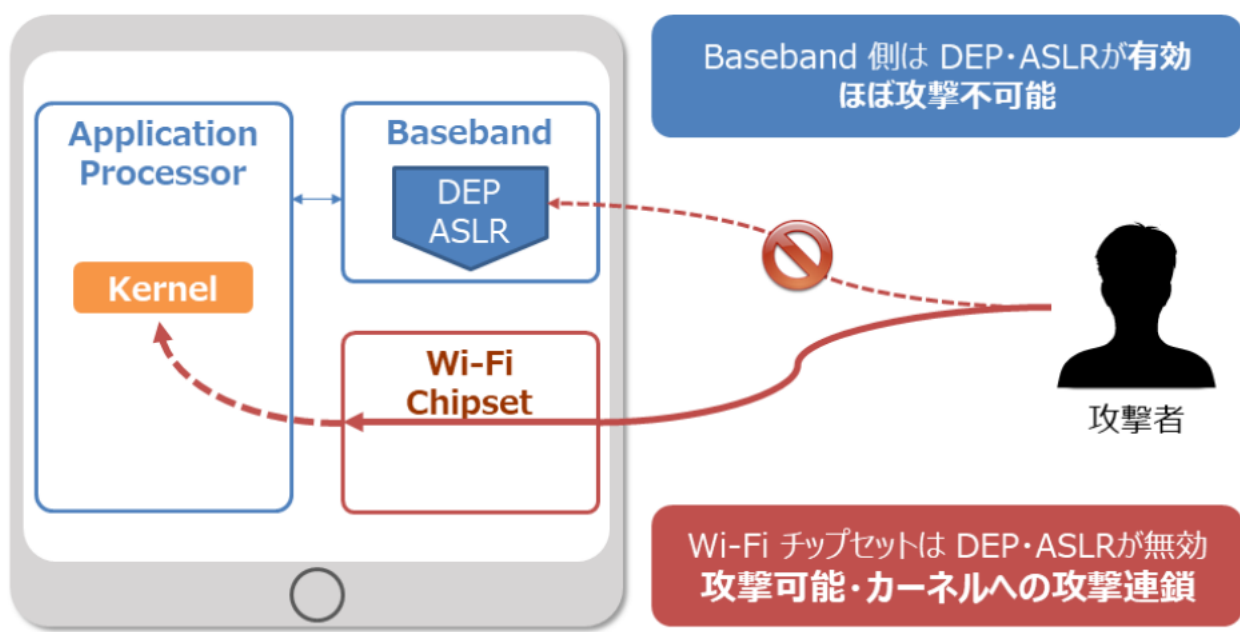 Baseband 側は DEP・ASLRが有効
ほぼ攻撃不可能
Application
Processor
Baseband
DEP
ASLR
Kernel
Wi-Fi
Chipset
攻撃者
Wi-Fi チップセットは DEP・ASLRが無効
攻撃可能・カーネルへの攻撃連鎖